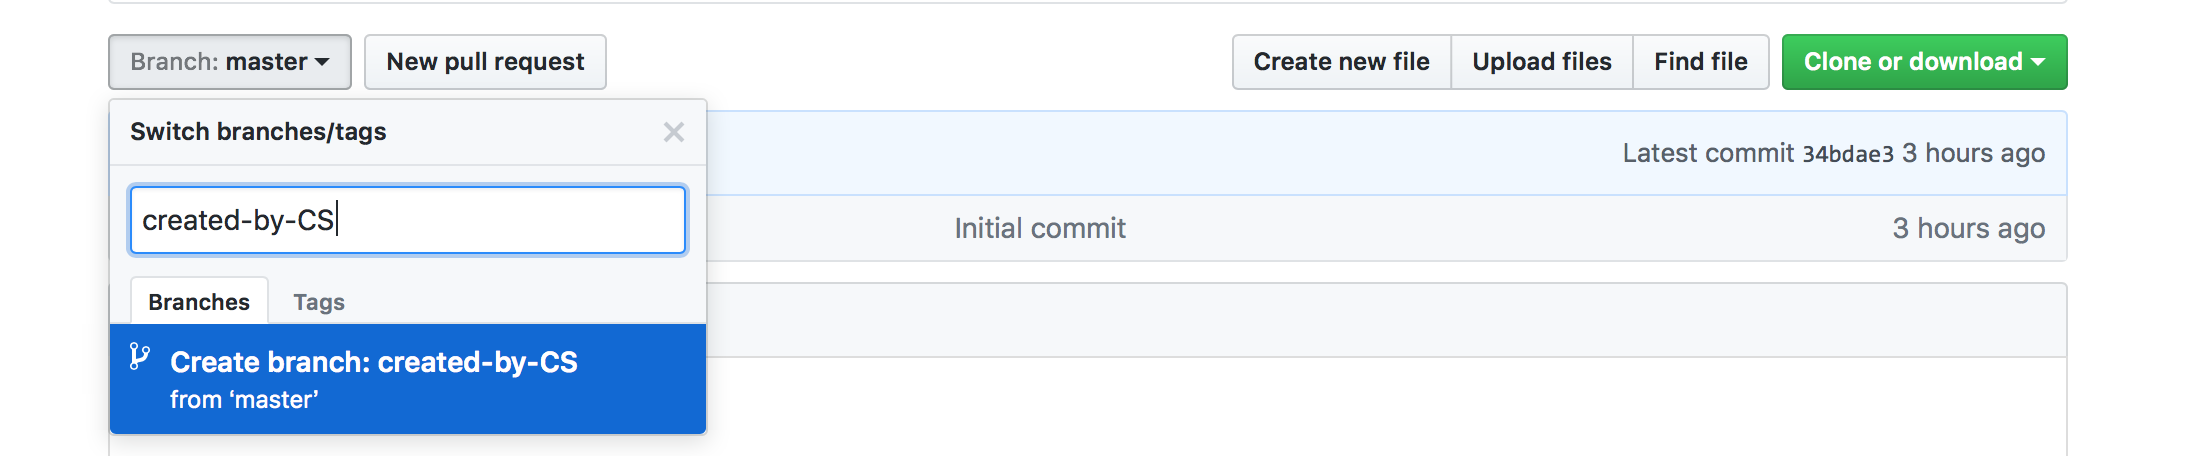 Branch: master
New pull request
Create new file
Upload files
Find file
Clone or download
Switch branches/tags
Latest commit 34bdae3 3 hours ago
created-by-CS
Initial commit
3 hours ago
Branches
Tags
Create branch: created-by-CS
from ‘master’